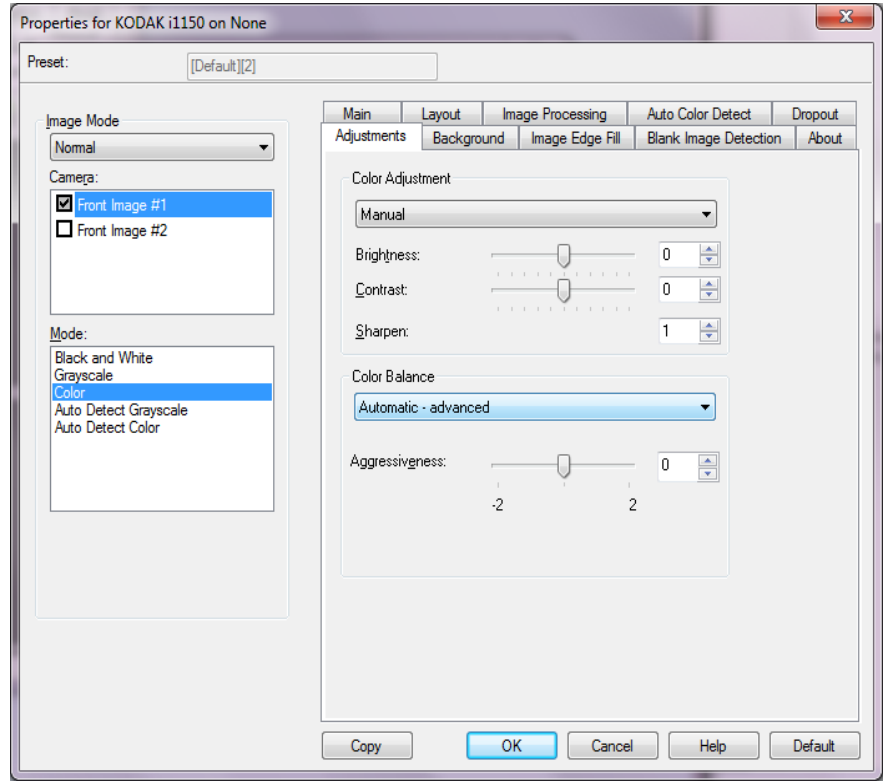 Properties for KODAK i1150 on None
Preset:
[Default][2]
Image Mode
Normal
Camera:
Front Image #1
Front Image #2
Mode:
Black and White
Grayscale
Color
Auto Detect Grayscale
Auto Detect Color
Main Layout Image Processing Auto Color Detect Dropout
Adjustments Background Image Edge Fill Blank Image Detection About
Color Adjustment
Manual
Brightness: 0
Contrast: 0
Sharpen: 1
Color Balance
Automatic - advanced
Aggressiveness: 0
-2 2
Copy OK Cancel Help Default